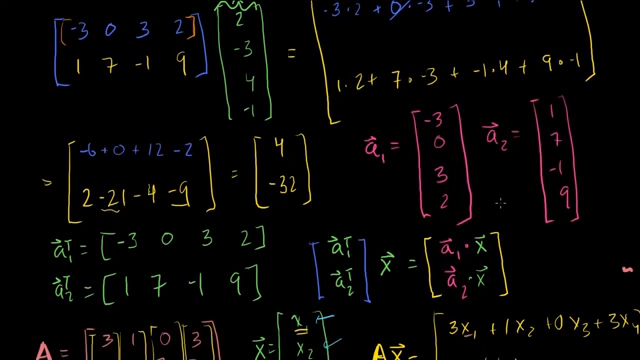 [-3 0 3 2] [2] = [-3·2 + 0·-3 + 3
[1 7 -1 9] [-3]
[4]
[-1] [1·2 + 7·-3 + -1·4 + 9·-1]
[-6+0+12-2] = [4]
[2-21-4-9] [-32]
a⃗₁ = [-3 0 3 2] a⃗₂ = [1 7 -1 9]
a⃗₁ᵀ = [-3 0 3 2]
a⃗₂ᵀ = [1 7 -1 9]
[a⃗₁ᵀ] x⃗ = [a⃗₁·x⃗]
[a⃗₂ᵀ] [a⃗₂·x⃗]
A = [3 1 0 3
x⃗ = [x₁
x₂
Ax⃗ = [3x₁ + 1x₂ + 0x₃ + 3x₄